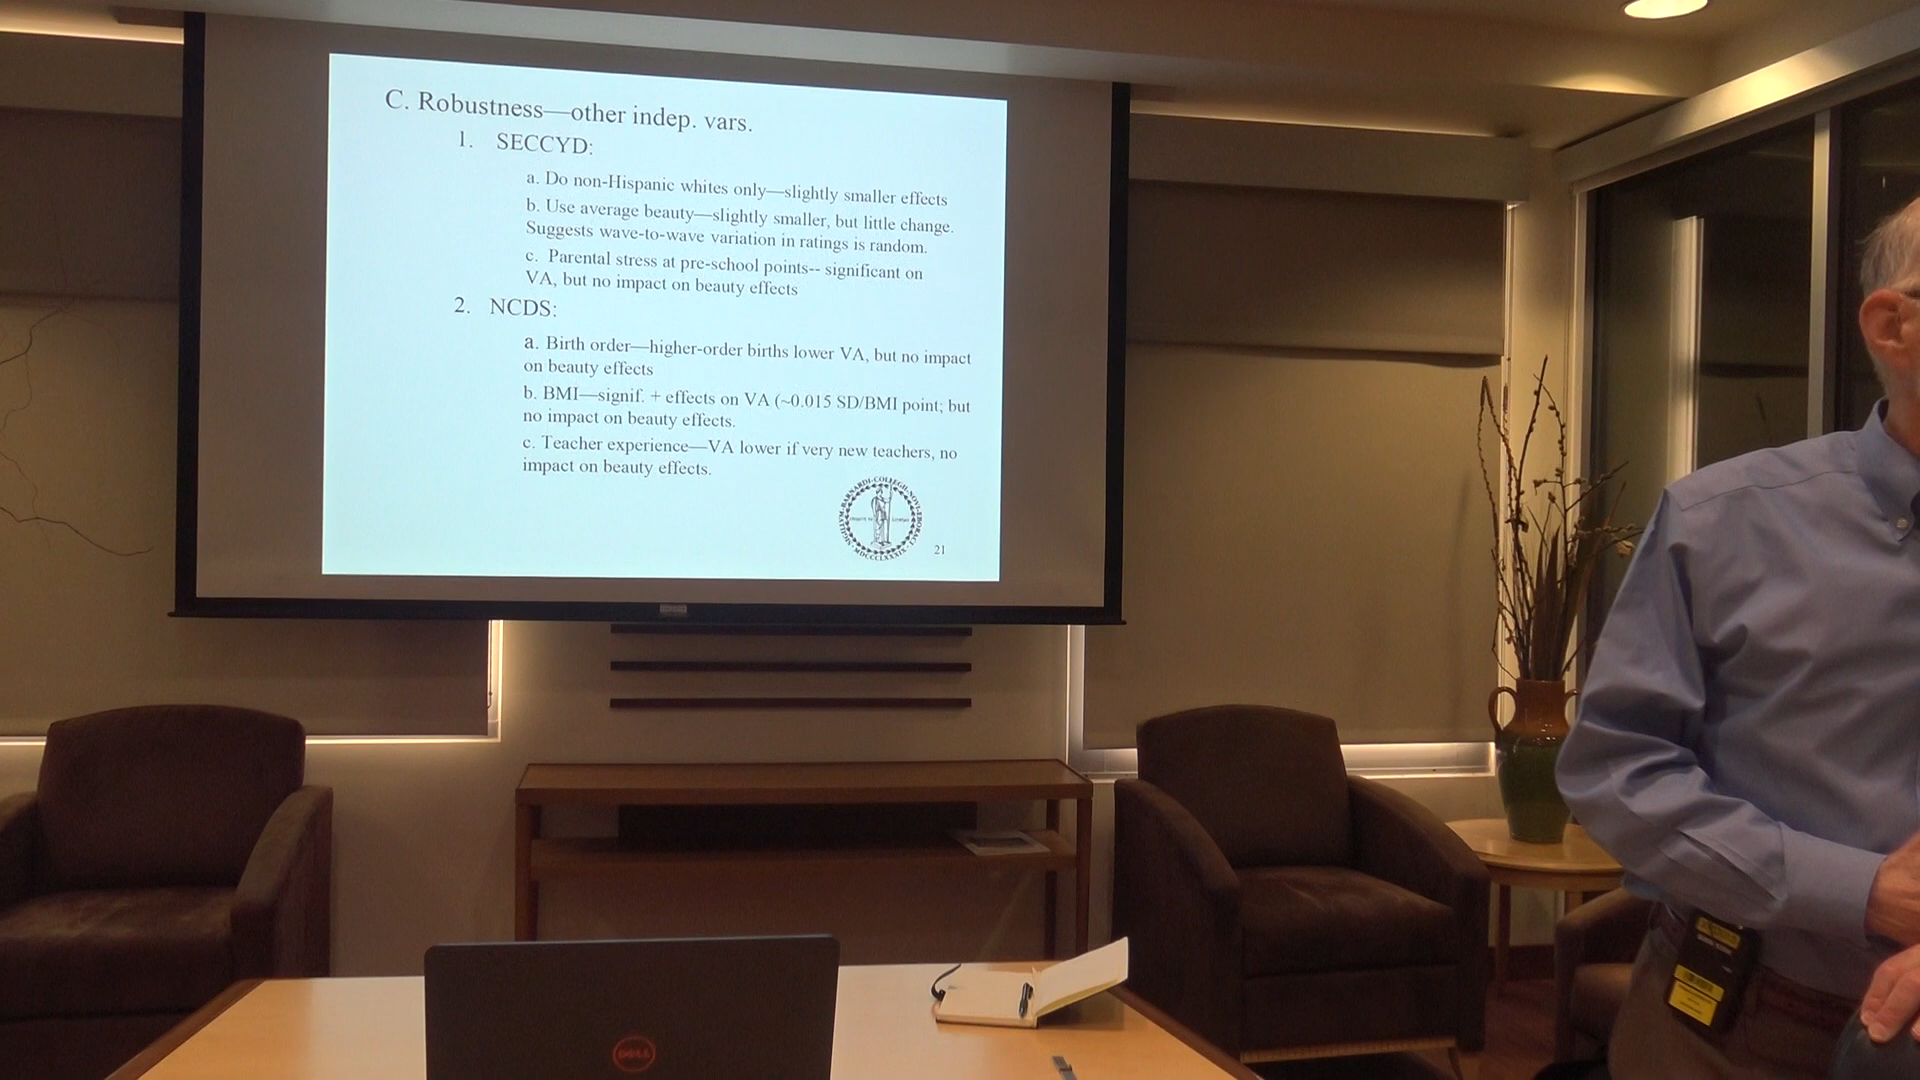 C. Robustness—other indep. vars.
1. SECCYD:
a. Do non-Hispanic whites only—slightly smaller effects
b. Use average beauty—slightly smaller, but little change.
Suggests wave-to-wave variation in ratings is random.
c. Parental stress at pre-school points-- significant on
VA, but no impact on beauty effects
2. NCDS:
a. Birth order—higher-order births lower VA, but no impact
on beauty effects
b. BMI—signif. + effects on VA (~0.015 SD/BMI point; but
no impact on beauty effects.
c. Teacher experience—VA lower if very new teachers, no
impact on beauty effects.
21
DELL